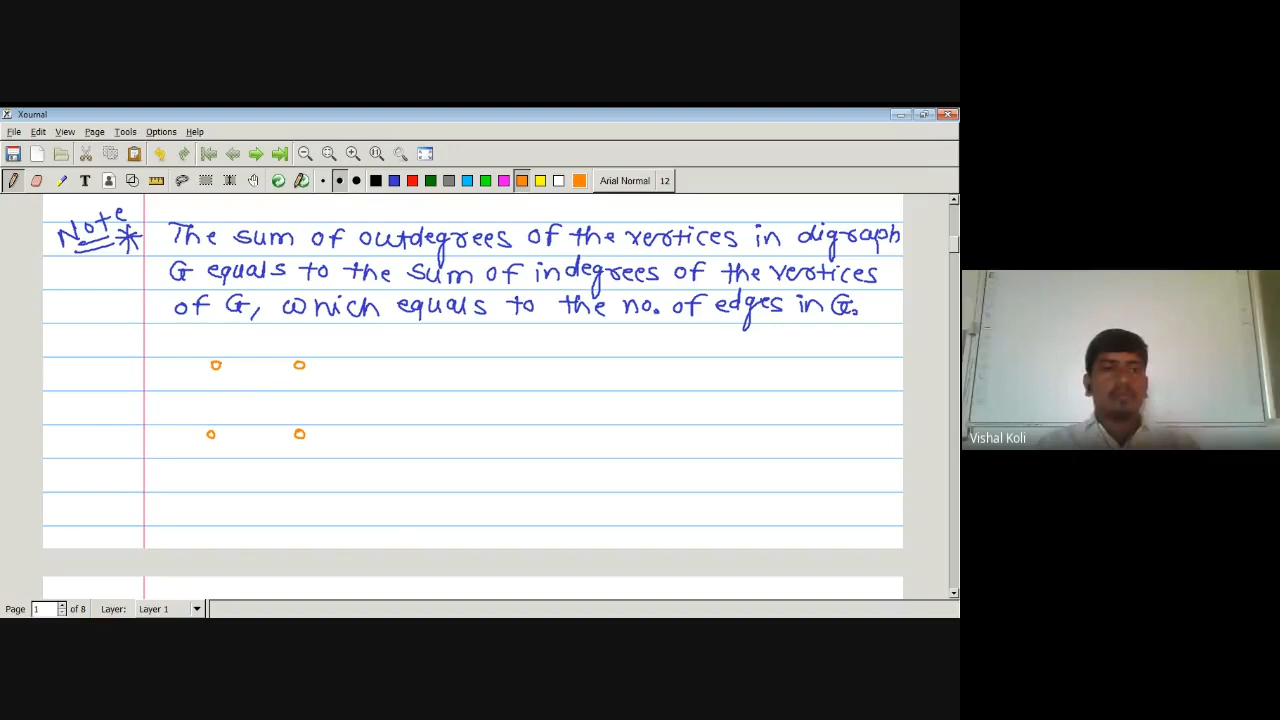 Xournal
File Edit View Page Tools Options Help
Arial Normal 12
Note * The sum of outdegrees of the vertices in digraph
G equals to the sum of indegrees of the vertices
of G, which equals to the no. of edges in G.
Vishal Koli
Page 1 of 8 Layer: Layer 1